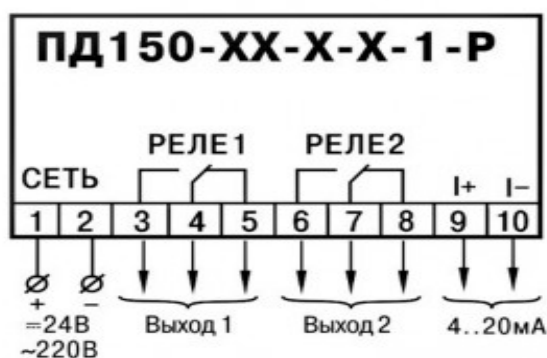 ПД150-ХХ-Х-Х-1-Р
РЕЛЕ1 РЕЛЕ2
СЕТЬ I+ I-
1 2 3 4 5 6 7 8 9 10
+ -
=24В Выход 1 Выход 2 4..20мА
~220В